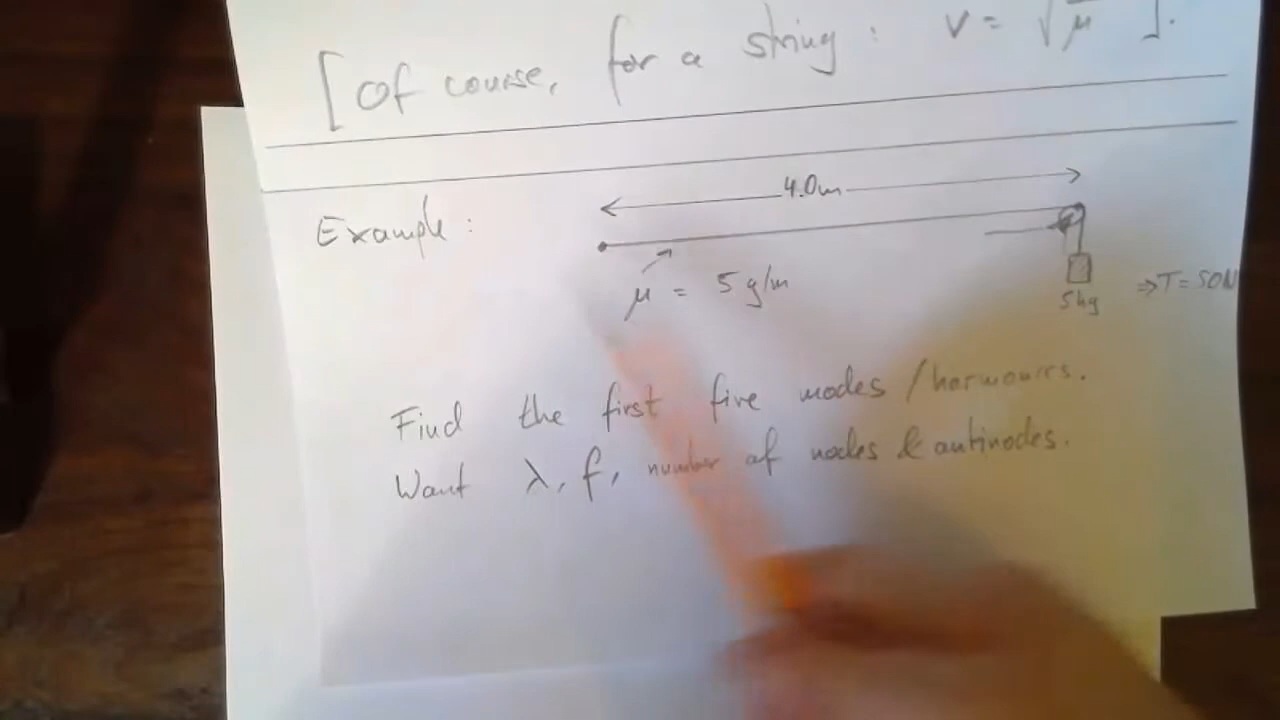 [Of course, for a string : v = √ μ ].
Example :
4.0m
μ = 5 g/m
5kg
⇒ T = 50N
Find the first five modes / harmonics.
Want λ, f, number of nodes & antinodes.